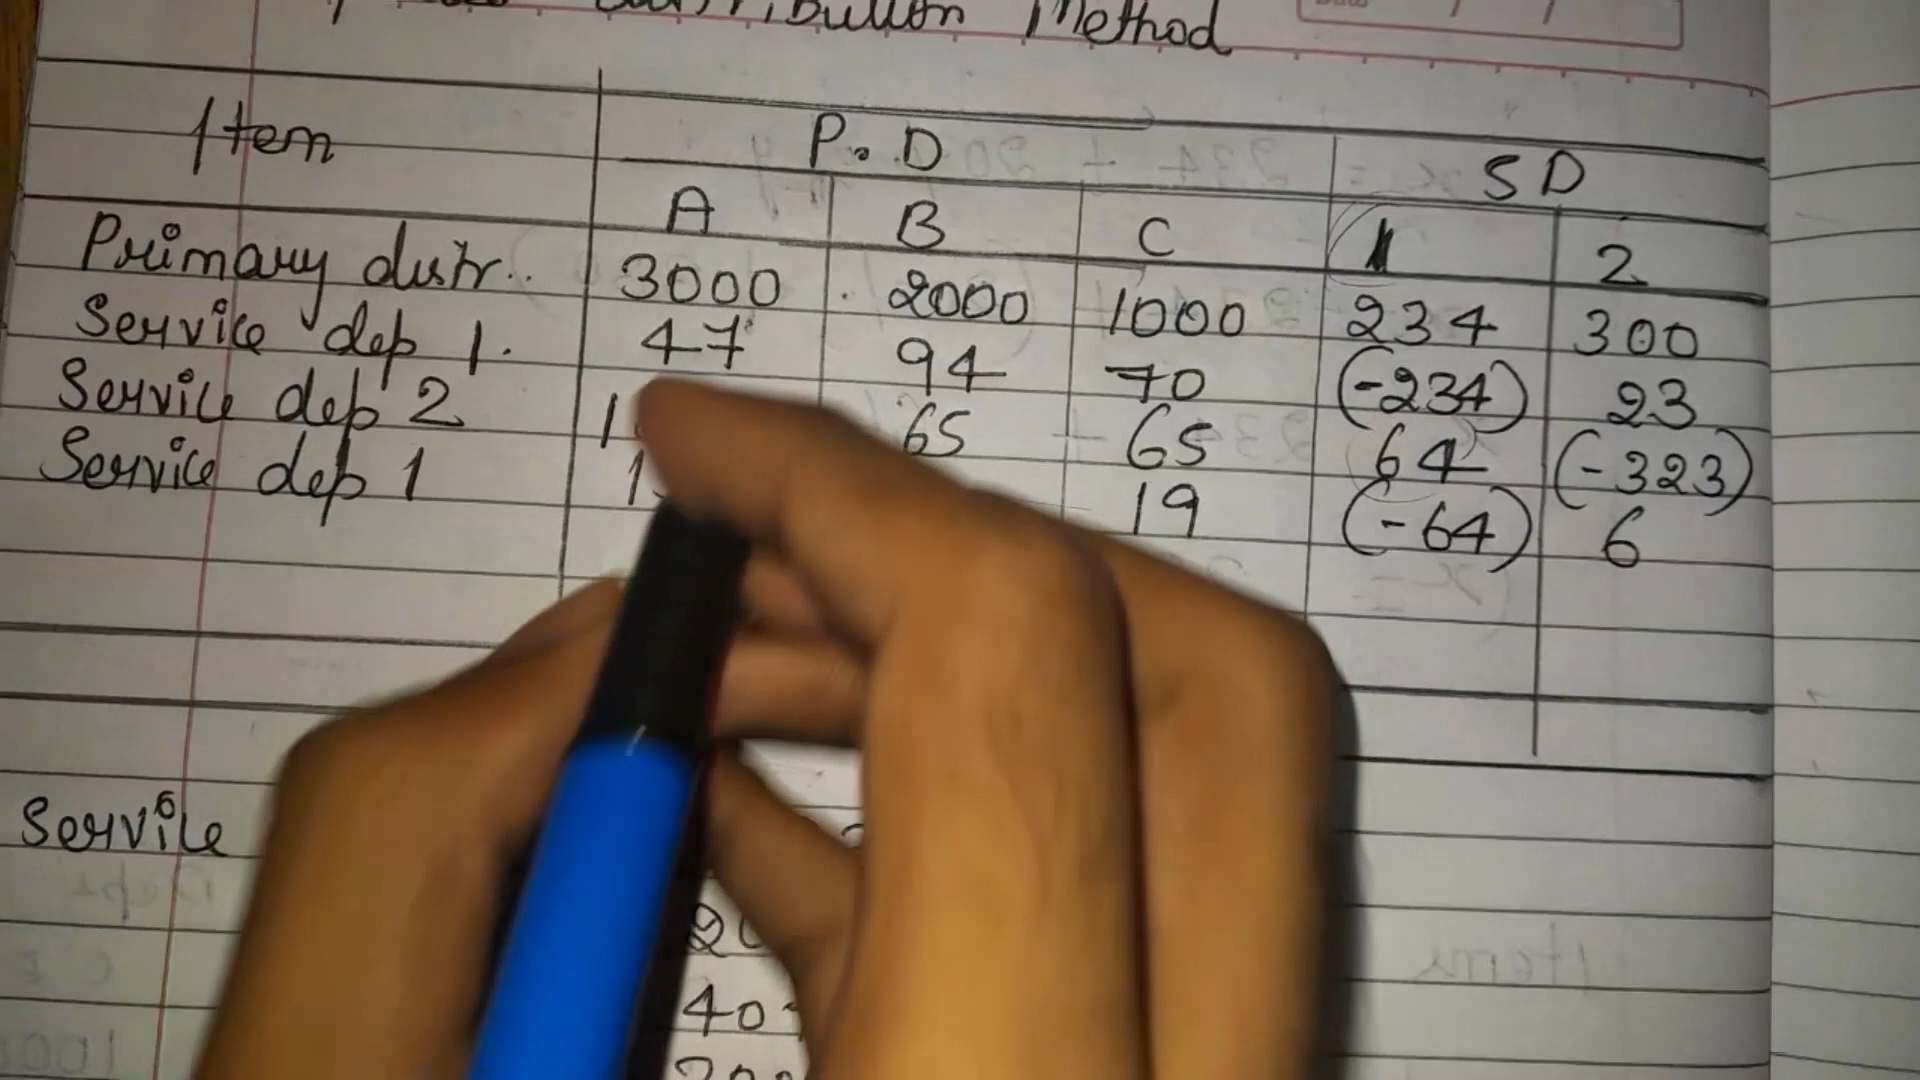 Method
Item P.D SD
A B C 1 2
Primary distr.. 3000 2000 1000 234 300
Service dep 1. 47 94 70 (-234) 23
Service dep 2 65 65 64 (-323)
Service dep 1 19 (-64) 6
Service